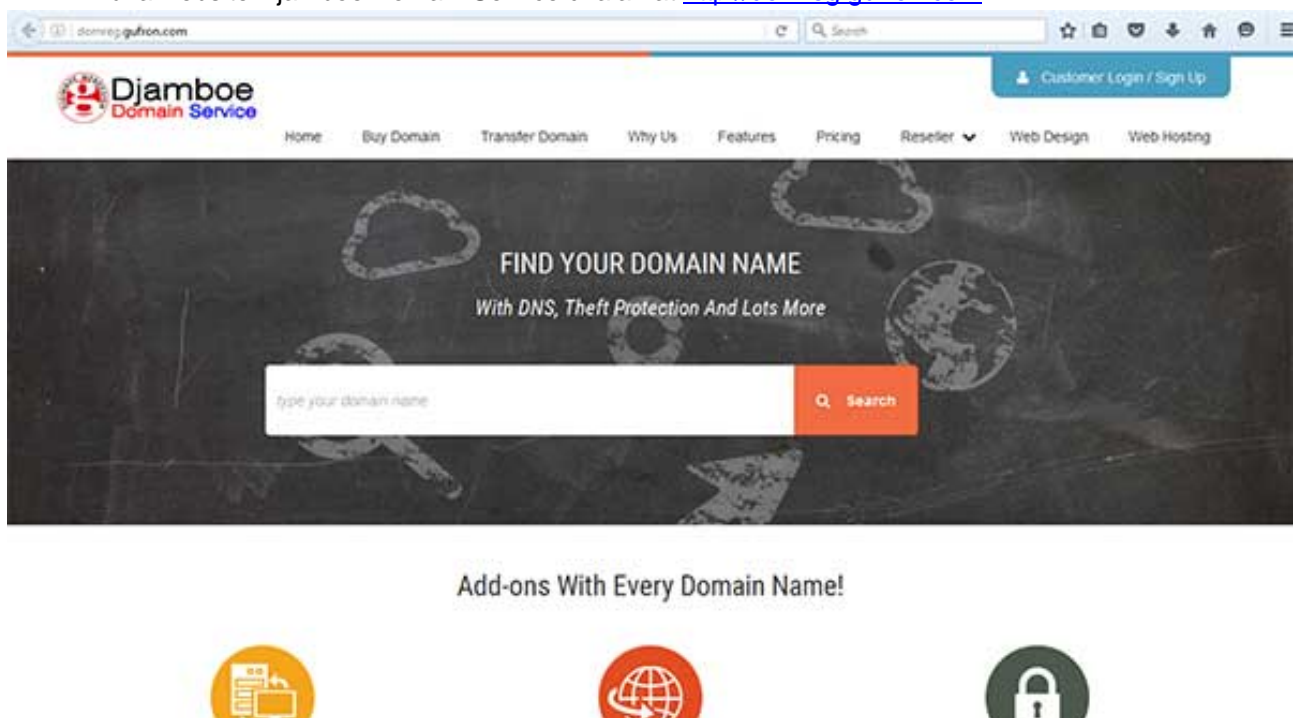 domreg.gufron.com
Search
Customer Login / Sign Up
Djamboe
Domain Service
Home Buy Domain Transfer Domain Why Us Features Pricing Reseller Web Design Web Hosting
FIND YOUR DOMAIN NAME
With DNS, Theft Protection And Lots More
type your domain name
Search
Add-ons With Every Domain Name!